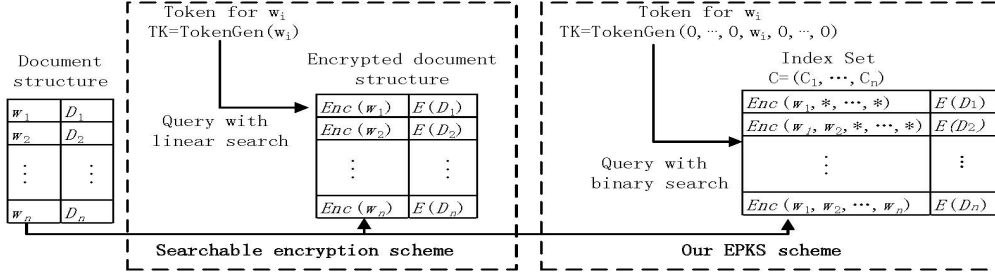 Token for wi
TK=TokenGen(wi)
Document
structure
w1 D1
w2 D2
⋮ ⋮
wn Dn
Encrypted document
structure
Enc(w1) E(D1)
Enc(w2) E(D2)
⋮ ⋮
Enc(wn) E(Dn)
Query with
linear search
Searchable encryption scheme
Token for wi
TK=TokenGen(0, …, 0, wi, 0, …, 0)
Index Set
C=(C1, …, Cn)
Enc(w1, *, …, *) E(D1)
Enc(w1, w2, *, …, *) E(D2)
⋮ ⋮
Enc(w1, w2, …, wn) E(Dn)
Query with
binary search
Our EPKS scheme